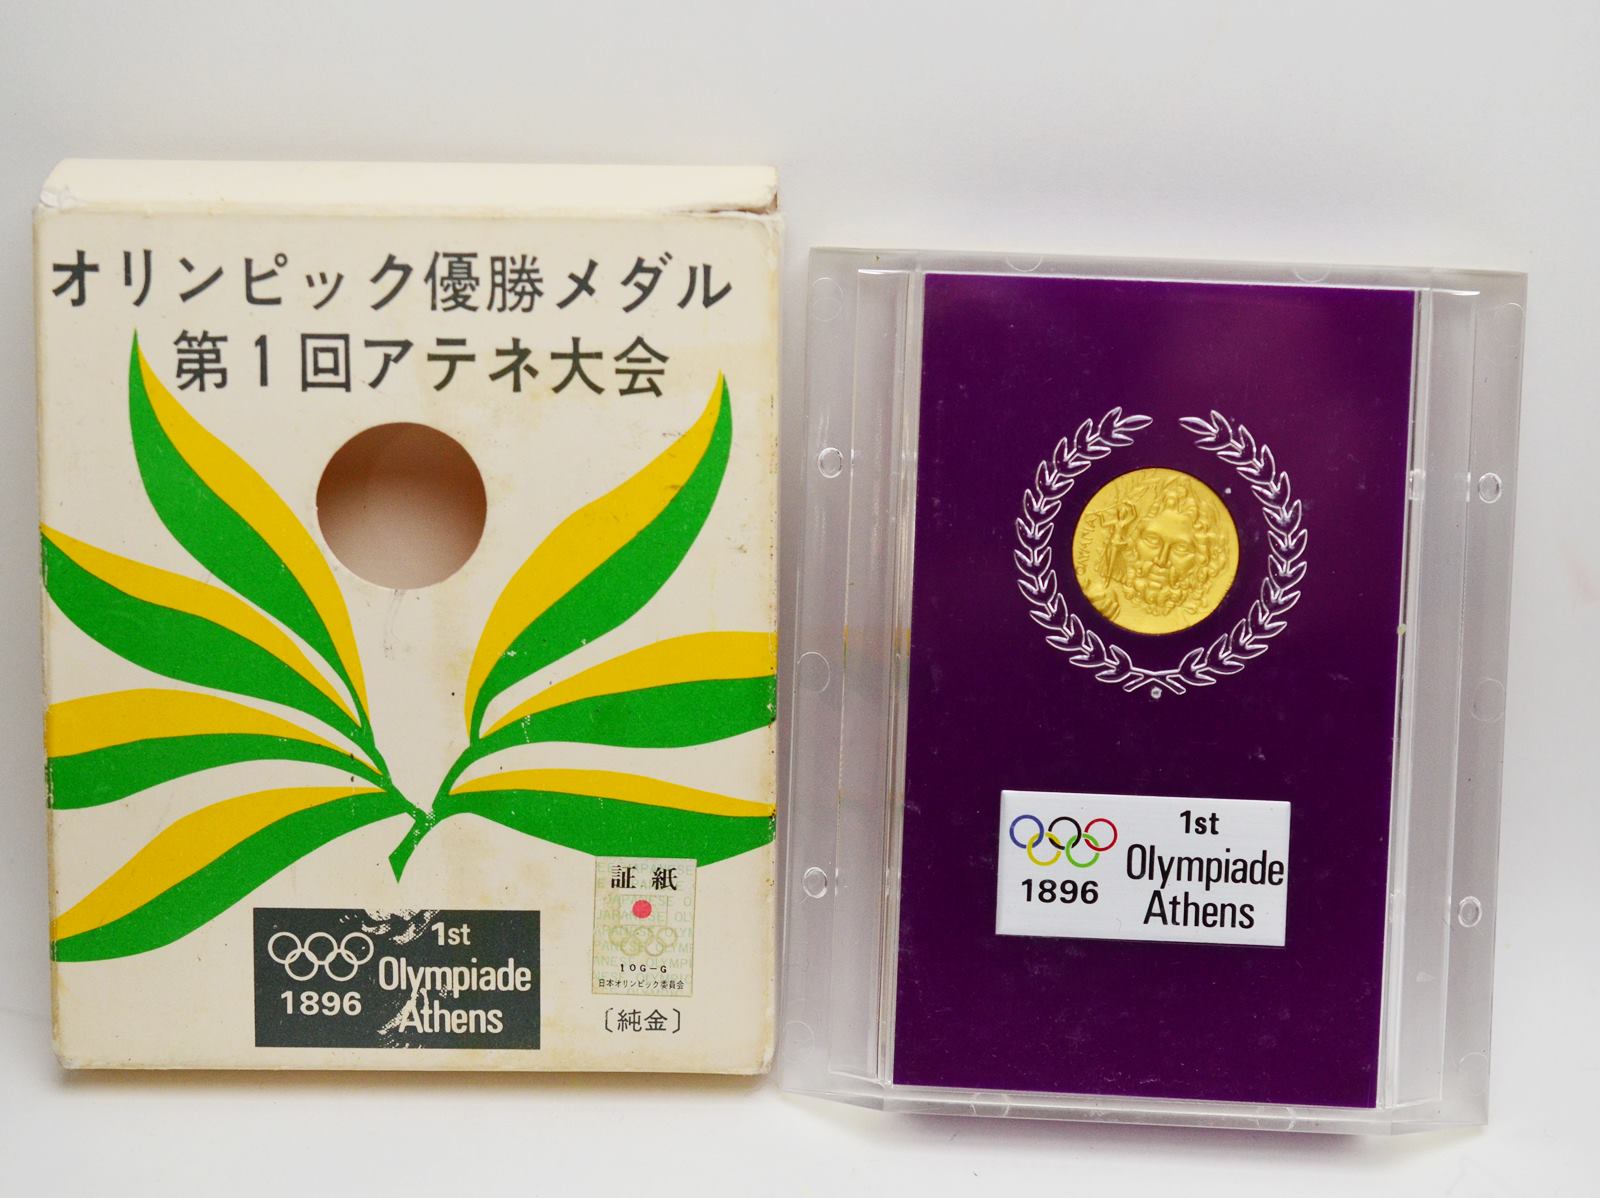 オリンピック優勝メダル
第1回アテネ大会
1896
1st
Olympiade
Athens
証紙
10G-G
日本オリンピック委員会
〔純金〕
1896
1st
Olympiade
Athens